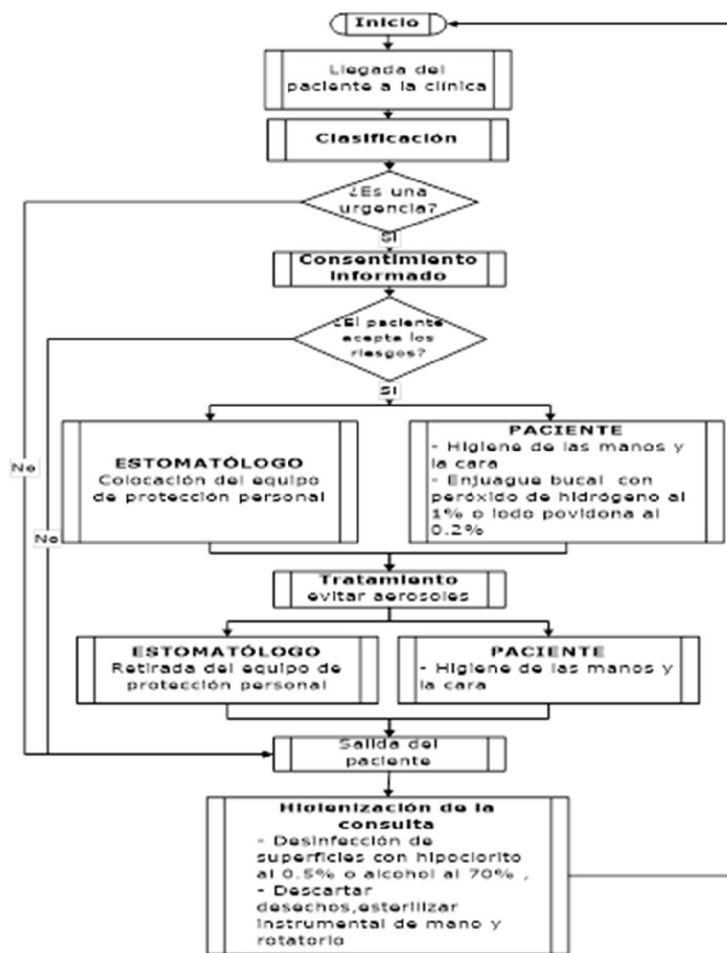 Inicio
Llegada del
paciente a la clínica
Clasificación
¿Es una
urgencia?
Si
Consentimiento
informado
¿El paciente
acepta los
riesgos?
Si
No
No
ESTOMATÓLOGO
Colocación del equipo
de protección personal
PACIENTE
- Higiene de las manos y
la cara
- Enjuague bucal con
peróxido de hidrógeno al
1% o Iodo povidona al
0.2%
Tratamiento
evitar aerosoles
ESTOMATÓLOGO
Retirada del equipo de
protección personal
PACIENTE
- Higiene de las manos y
la cara
Salida del
paciente
Higienización de la
consulta
- Desinfección de
superficies con hipoclorito
al 0.5% o alcohol al 70% ,
- Descartar
desechos,esterilizar
instrumental de mano y
rotatorio